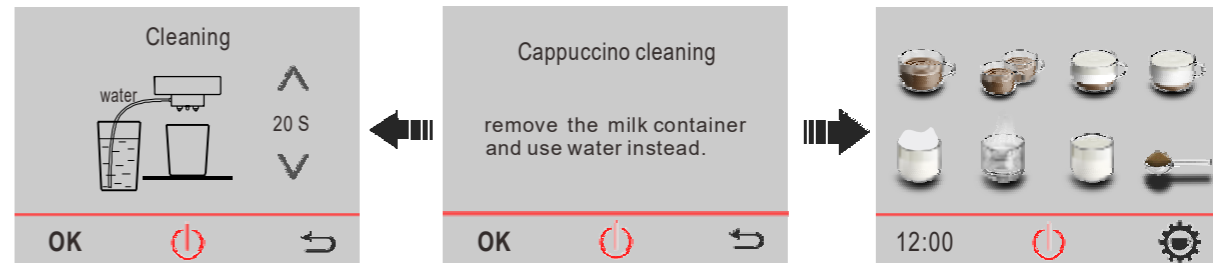 Cleaning
water
20 S
OK
Cappuccino cleaning
remove the milk container
and use water instead.
OK
12:00